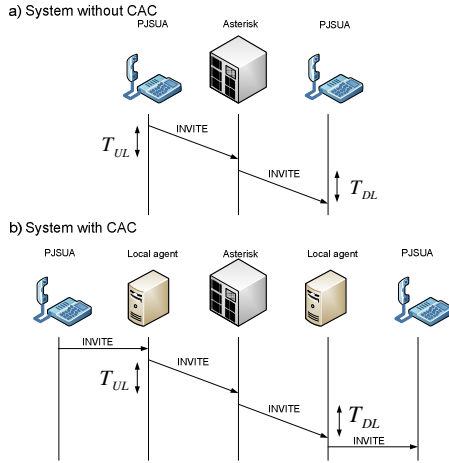 a) System without CAC
PJSUA Asterisk PJSUA
INVITE
T_UL
INVITE
T_DL
b) System with CAC
PJSUA Local agent Asterisk Local agent PJSUA
INVITE
INVITE
T_UL
INVITE
T_DL
INVITE